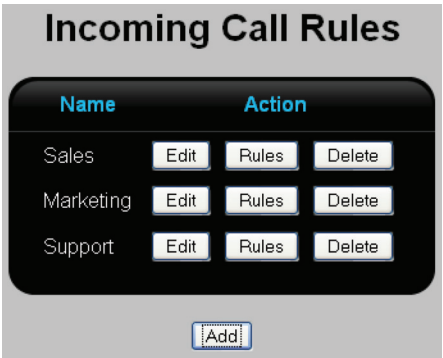 Incoming Call Rules
Name Action
Sales Edit Rules Delete
Marketing Edit Rules Delete
Support Edit Rules Delete
Add